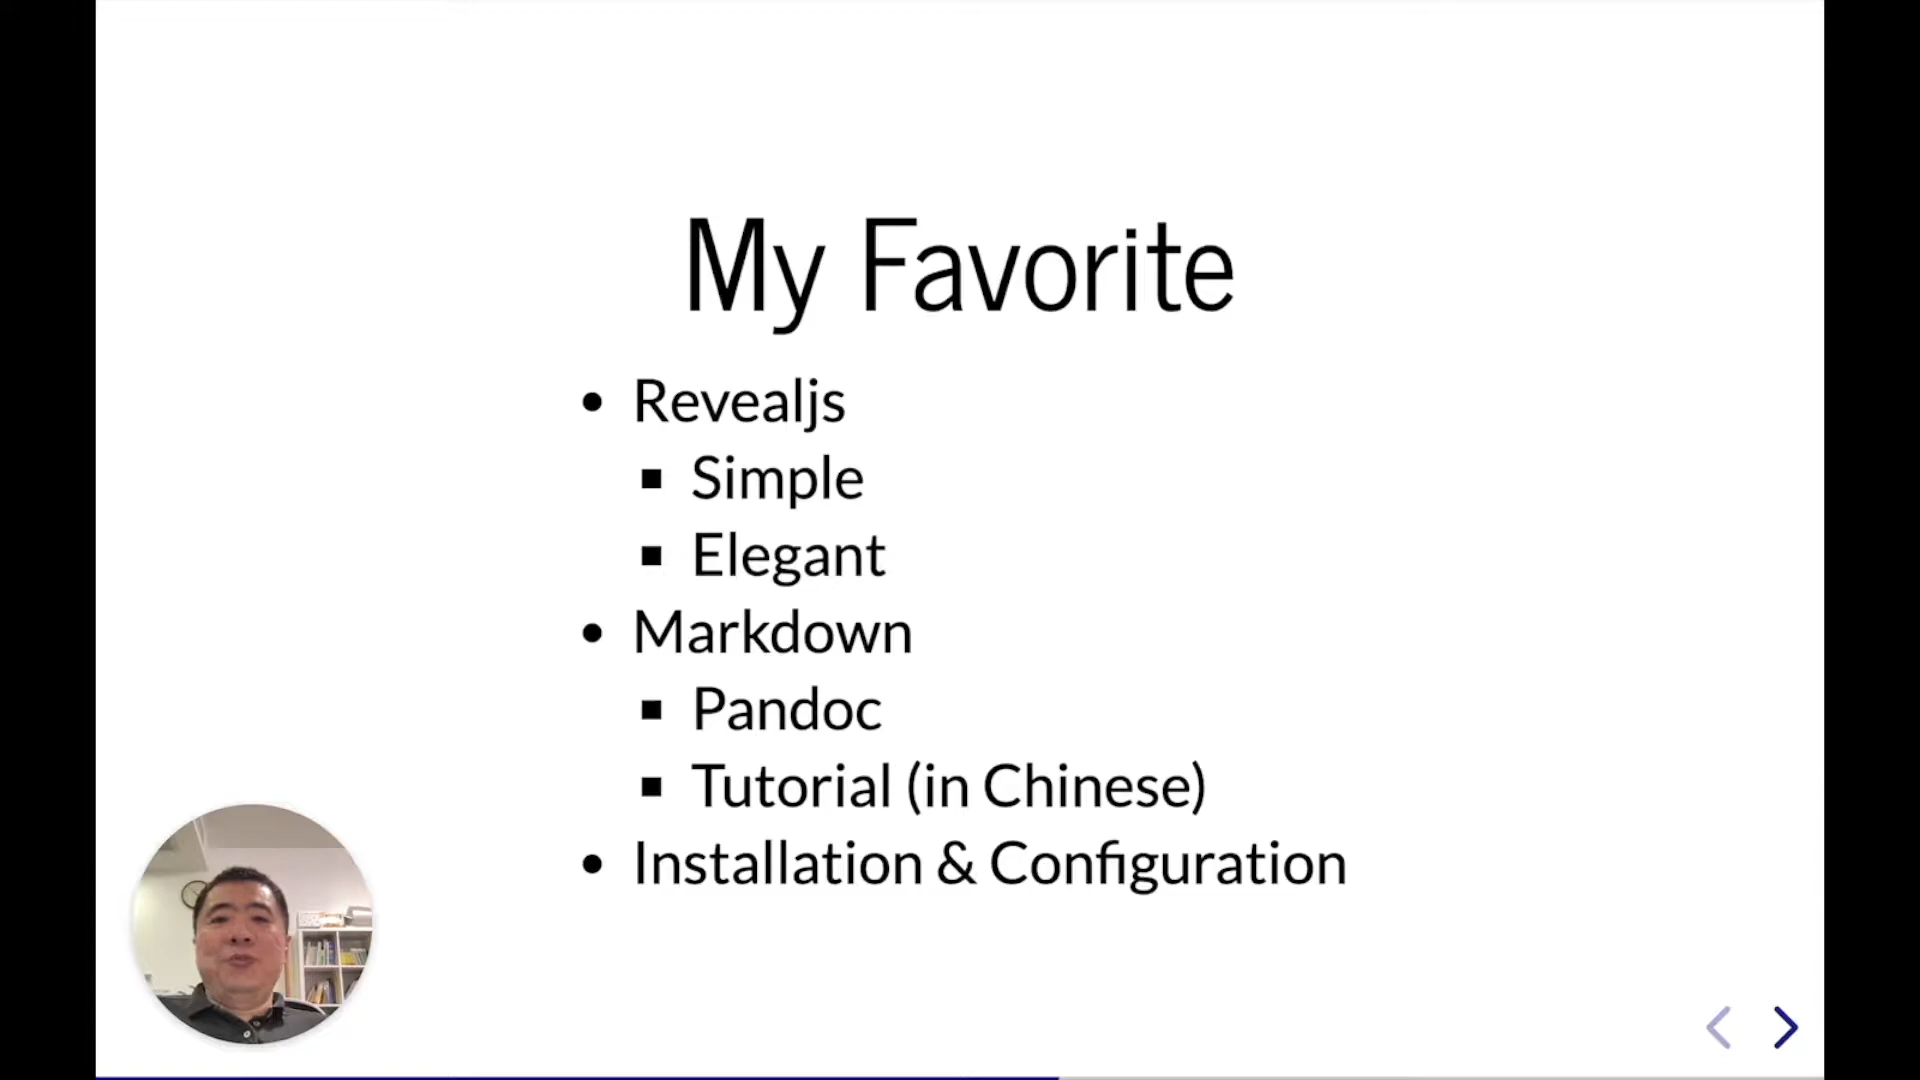 My Favorite
Revealjs
Simple
Elegant
Markdown
Pandoc
Tutorial (in Chinese)
Installation & Configuration